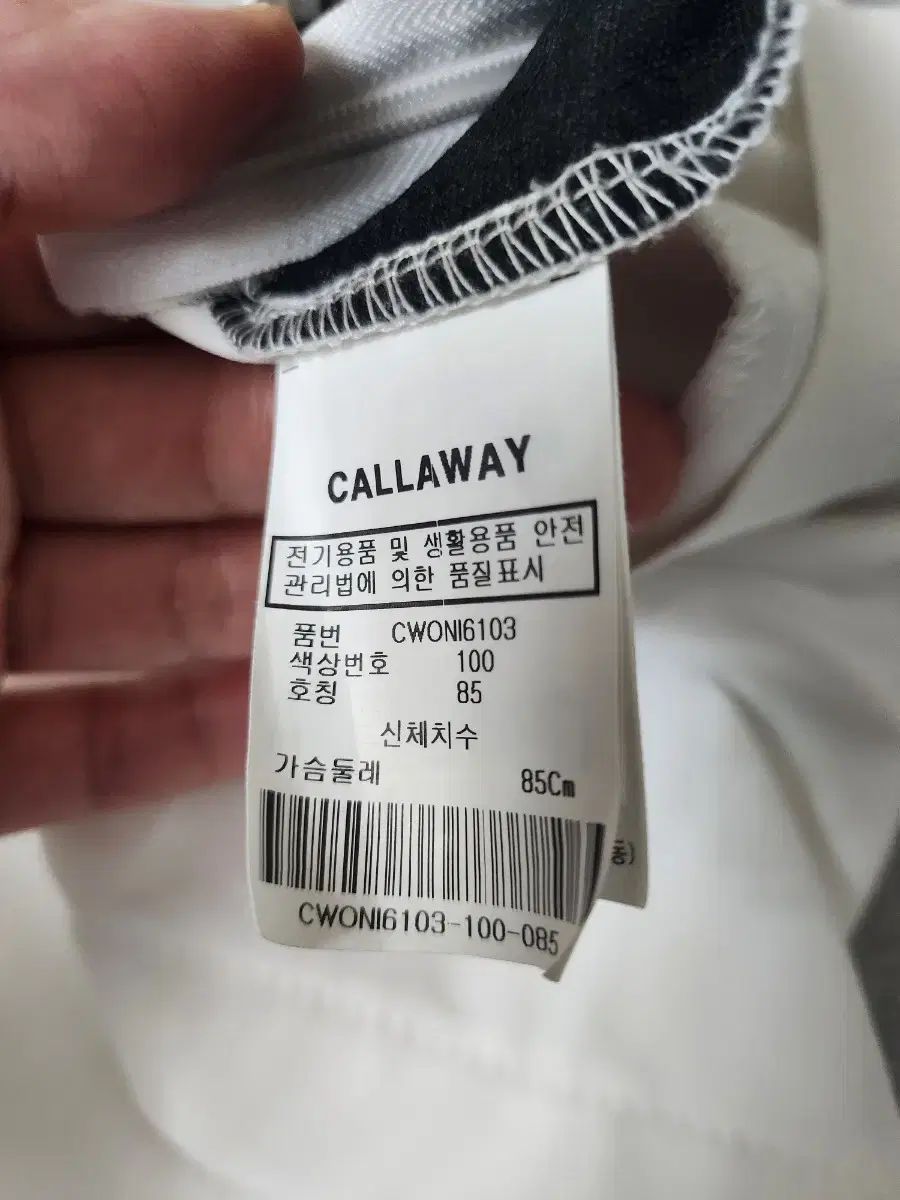 CALLAWAY
전기용품 및 생활용품 안전
관리법에 의한 품질표시
품번 CWONI6103
색상번호 100
호칭 85
신체치수
가슴둘레 85Cm
CWONI6103-100-085